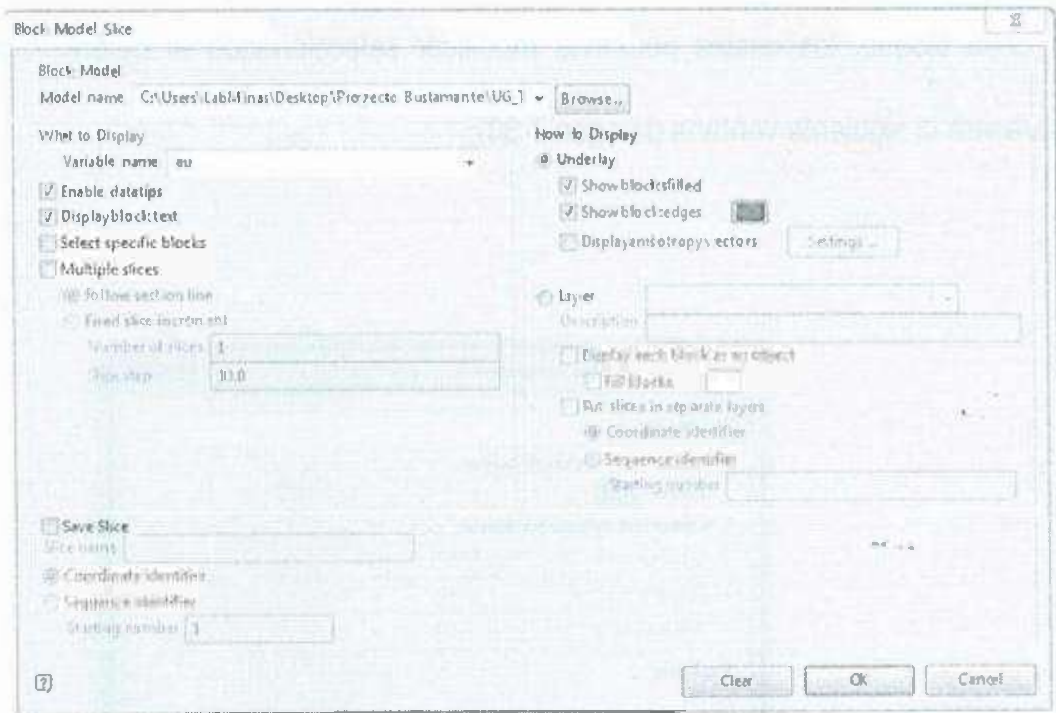 Block Model Slice
Block Model
Model name C:\Users\LabMinas\Desktop\Proyecto Bustamante\UG_1 Browse...
What to Display
Variable name au
Enable datatips
Display block text
Select specific blocks
Multiple slices
Follow section line
Fixed slice increment
Number of slices 1
Slice step 10.0
How to Display
Underlay
Show blocks filled
Show block edges
Display anisotropy vectors Settings...
Layer
Description
Display each block as an object
Fill blocks
Put slices in separate layers
Coordinate identifier
Sequence identifier
Starting number
Save Slice
Slice name
Coordinate identifier
Sequence identifier
Starting number 1
Clear Ok Cancel